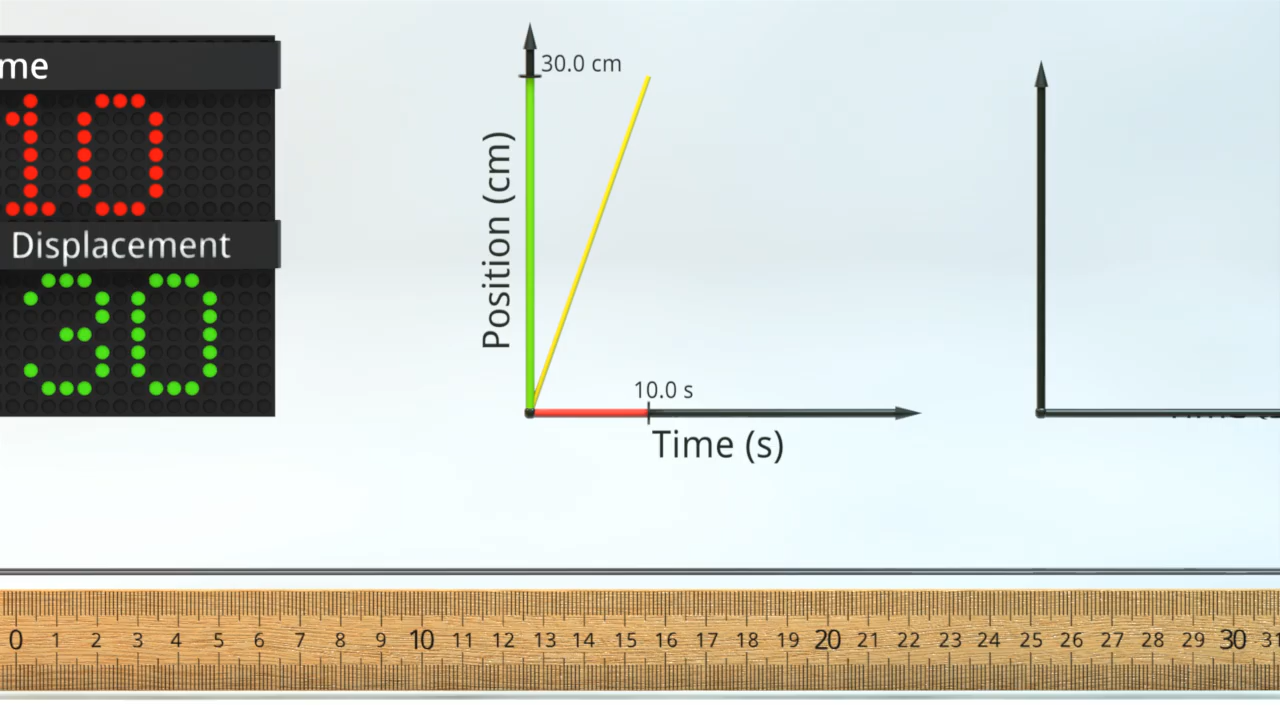 me
10
Displacement
30
30.0 cm
Position (cm)
10.0 s
Time (s)
0 1 2 3 4 5 6 7 8 9 10 11 12 13 14 15 16 17 18 19 20 21 22 23 24 25 26 27 28 29 30